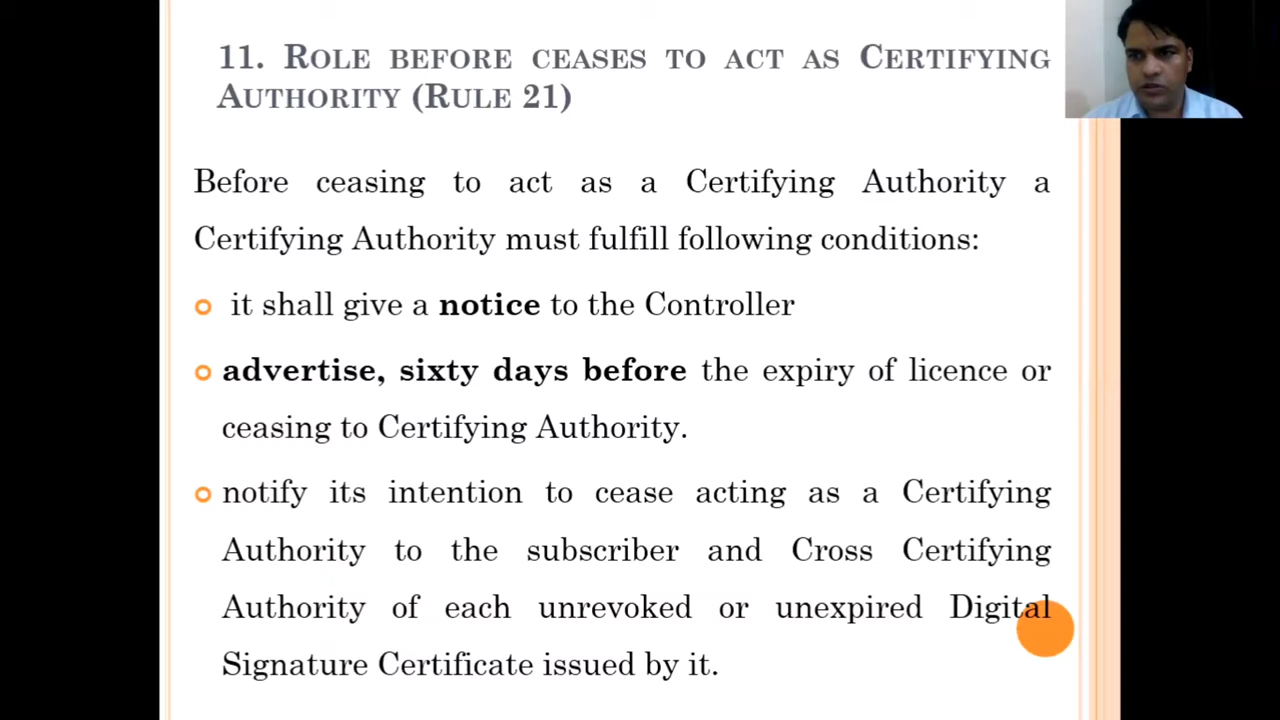 11. ROLE BEFORE CEASES TO ACT AS CERTIFYING
AUTHORITY (RULE 21)
Before ceasing to act as a Certifying Authority a
Certifying Authority must fulfill following conditions:
it shall give a notice to the Controller
advertise, sixty days before the expiry of licence or
ceasing to Certifying Authority.
notify its intention to cease acting as a Certifying
Authority to the subscriber and Cross Certifying
Authority of each unrevoked or unexpired Digital
Signature Certificate issued by it.